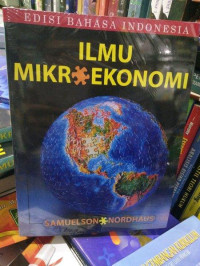 EDISI BAHASA INDONESIA
ILMU
MIKROEKONOMI
SAMUELSON NORDHAUS